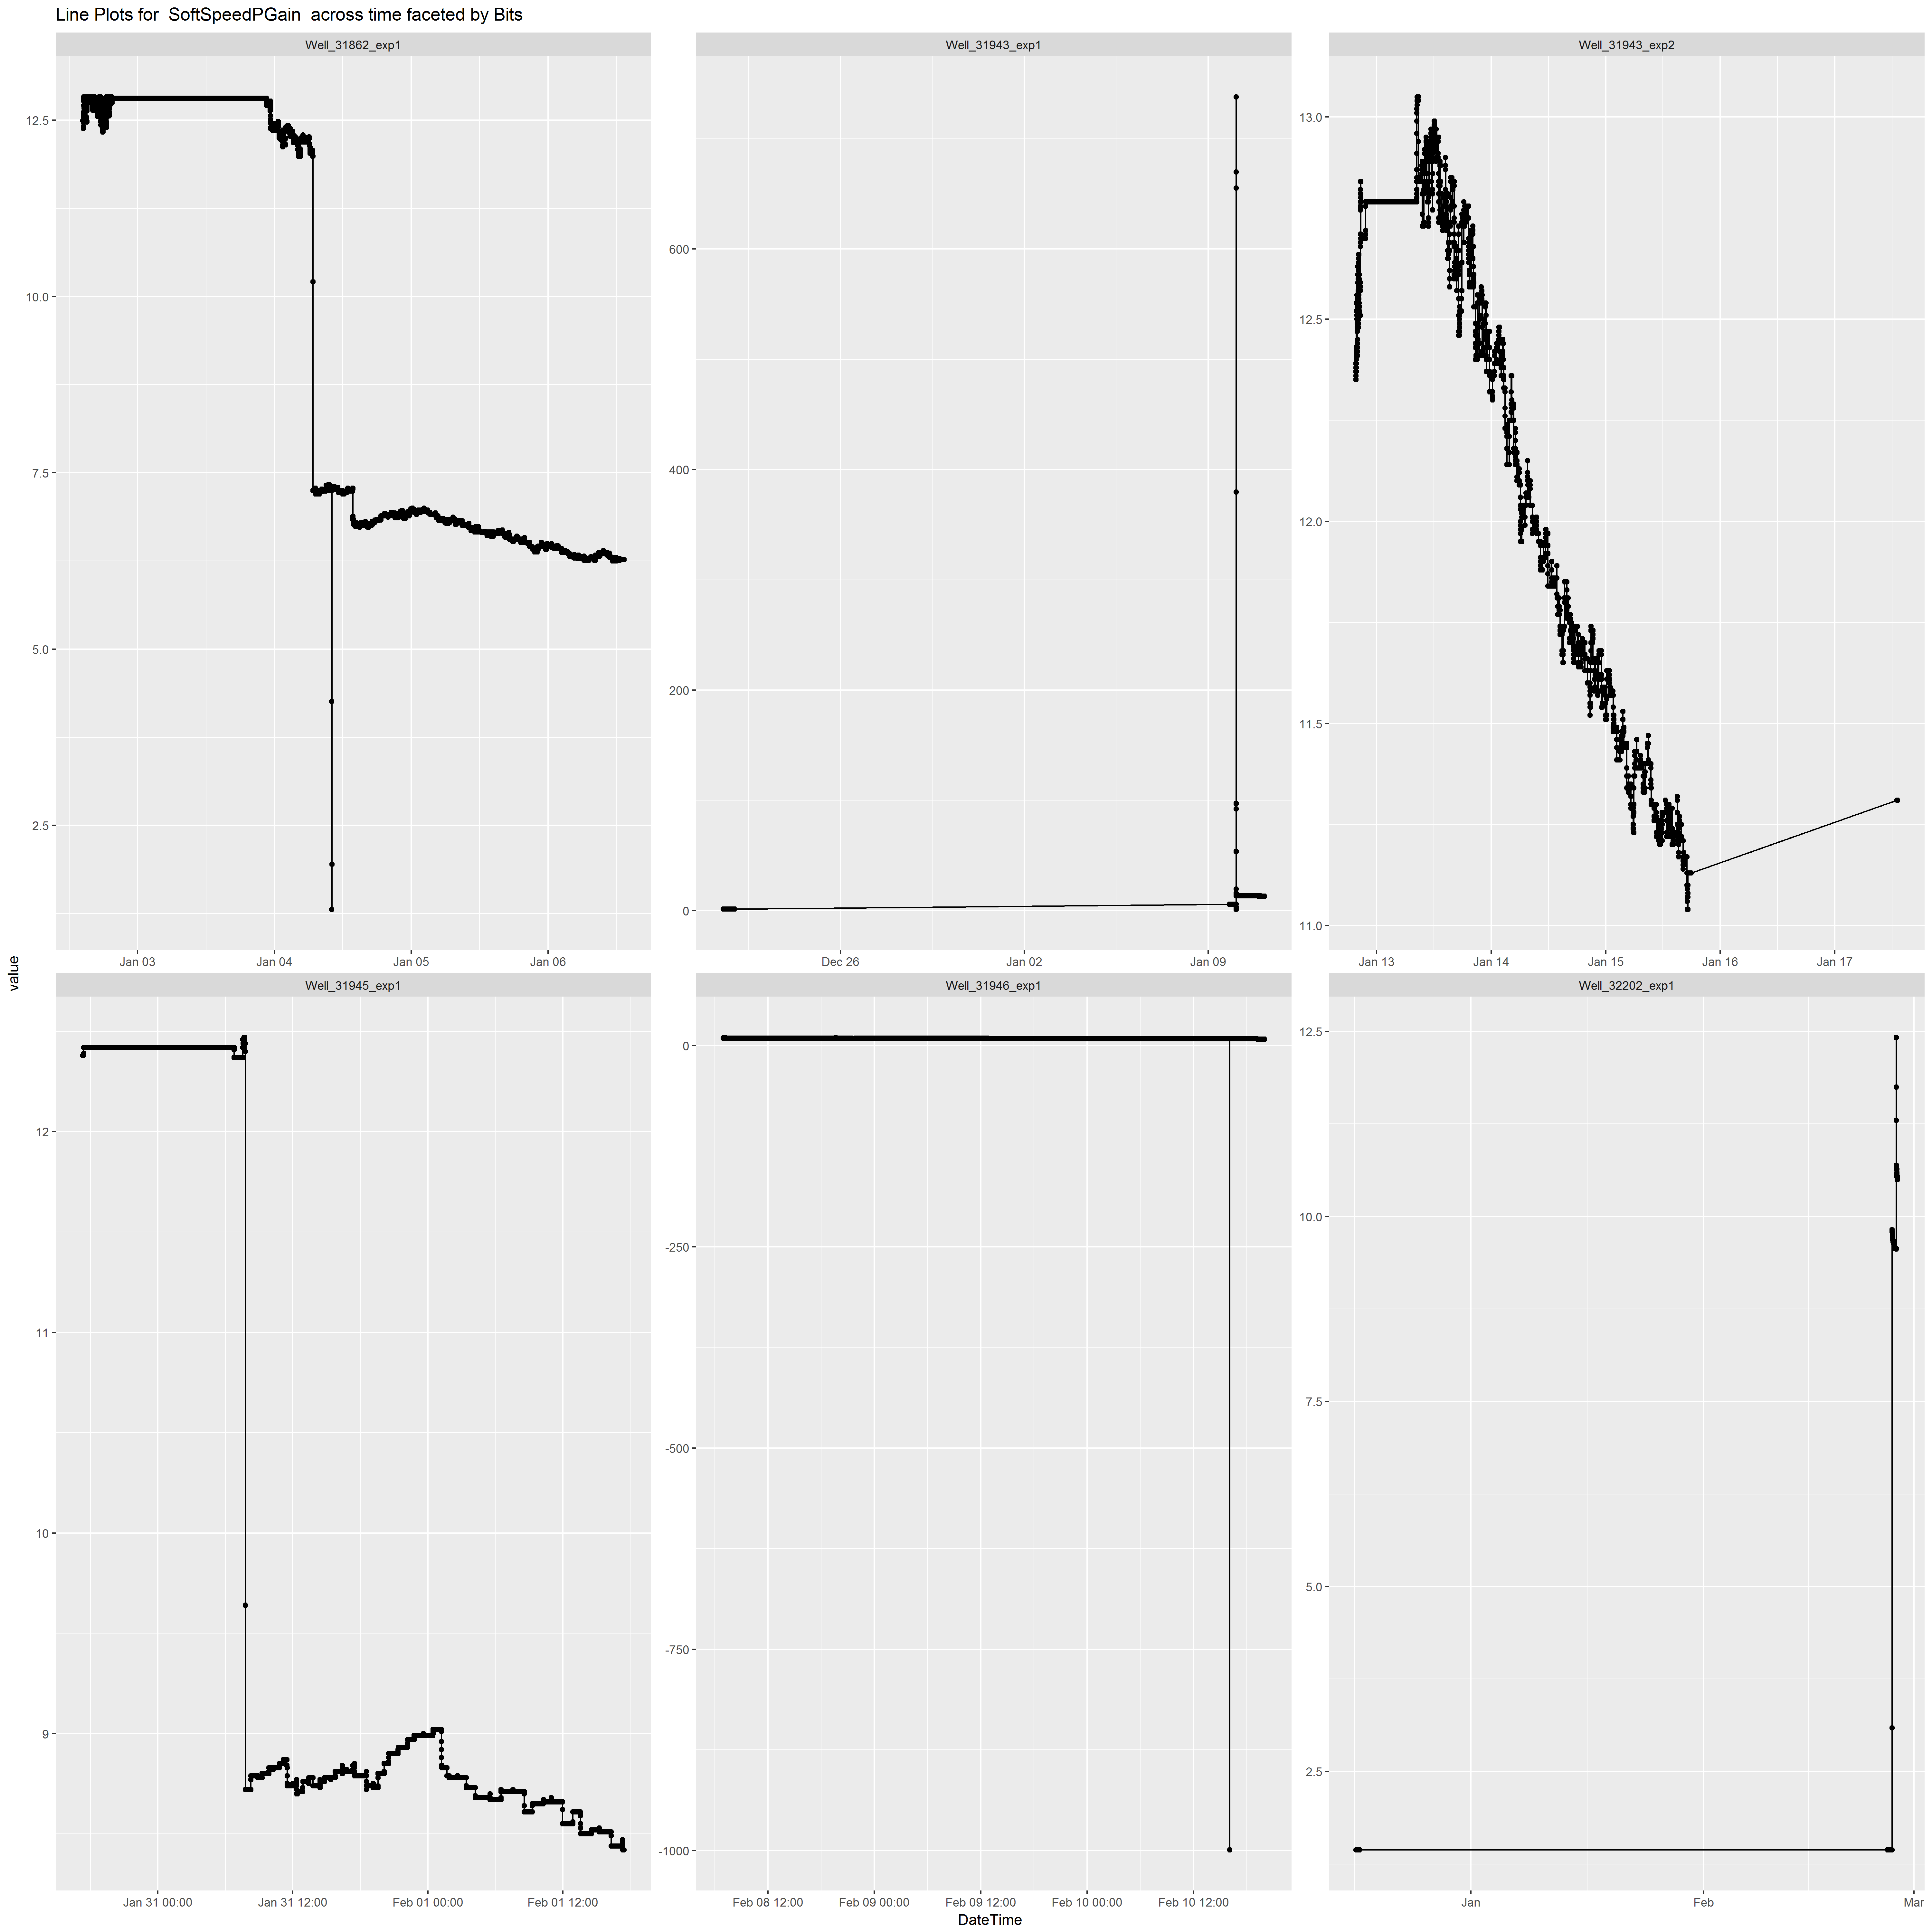 Line Plots for  SoftSpeedPGain  across time faceted by Bits
Well_31862_exp1
Well_31943_exp1
Well_31943_exp2
12.5
10.0
7.5
5.0
2.5
Jan 03 Jan 04 Jan 05 Jan 06
600
400
200
0
Dec 26 Jan 02 Jan 09
13.0
12.5
12.0
11.5
11.0
Jan 13 Jan 14 Jan 15 Jan 16 Jan 17
value
Well_31945_exp1
Well_31946_exp1
Well_32202_exp1
12
11
10
9
Jan 31 00:00 Jan 31 12:00 Feb 01 00:00 Feb 01 12:00
0
-250
-500
-750
-1000
Feb 08 12:00 Feb 09 00:00 Feb 09 12:00 Feb 10 00:00 Feb 10 12:00
12.5
10.0
7.5
5.0
2.5
Jan Feb Mar
DateTime